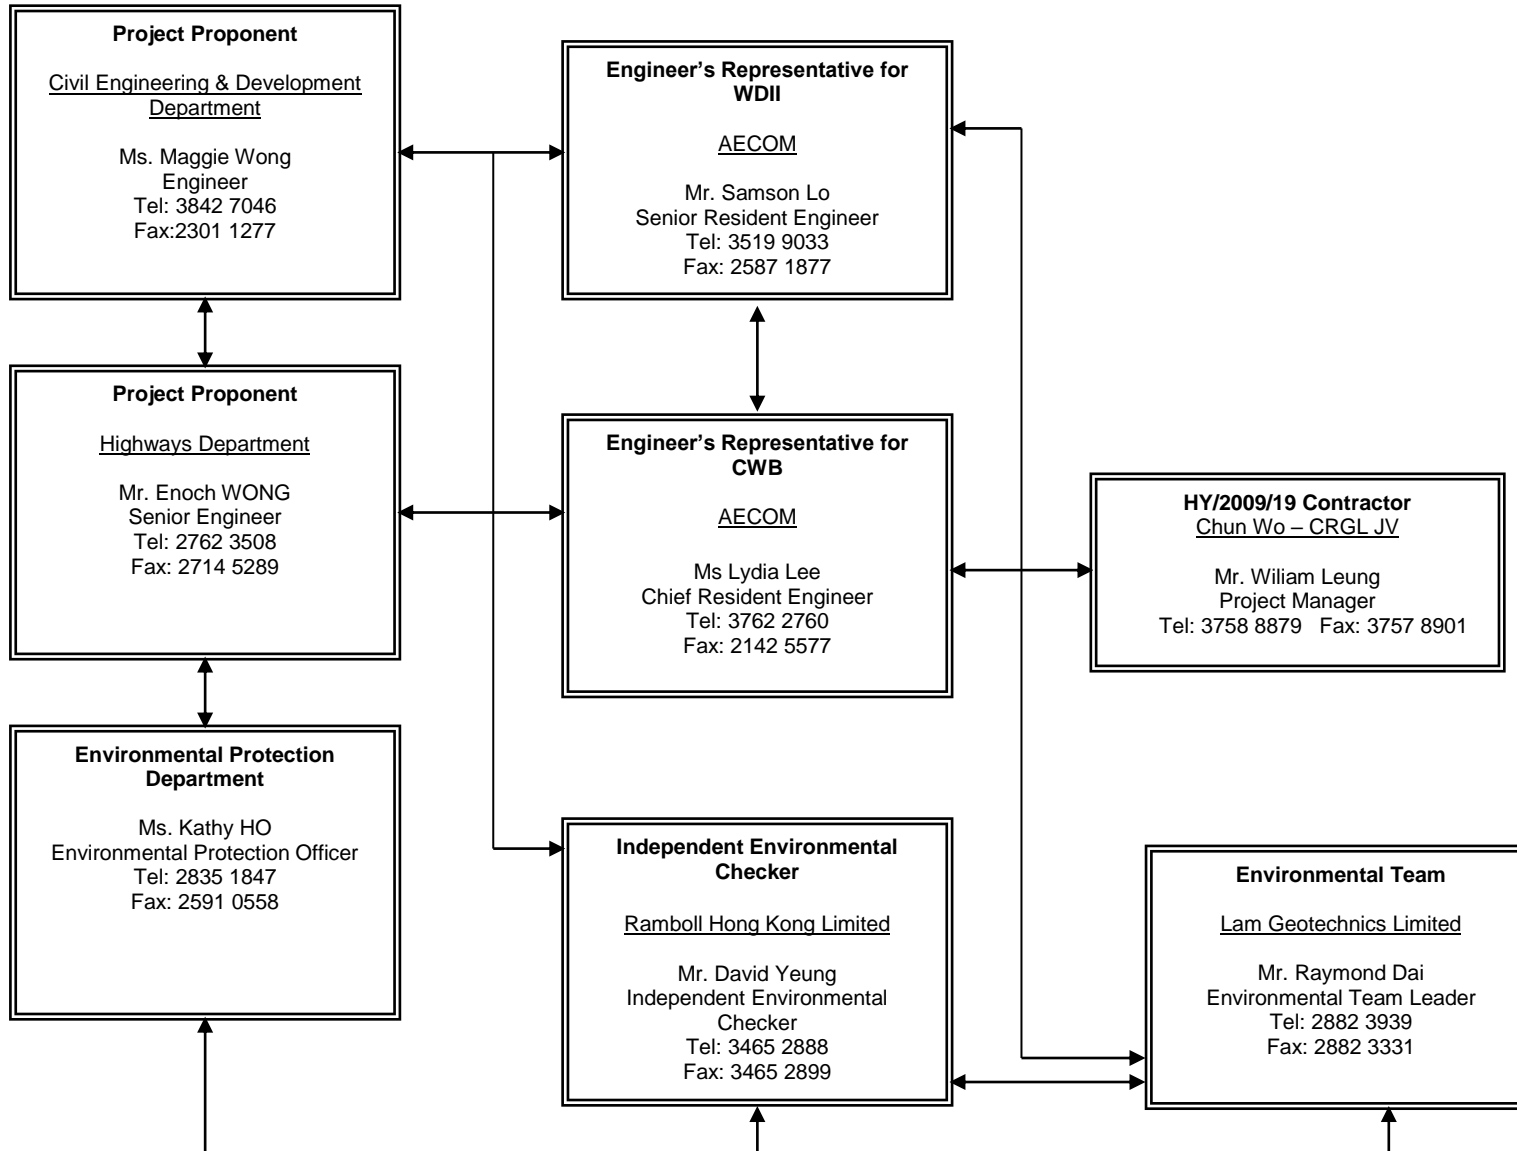 Project Proponent
Civil Engineering & Development
Department
Ms. Maggie Wong
Engineer
Tel: 3842 7046
Fax:2301 1277
Engineer’s Representative for
WDII
AECOM
Mr. Samson Lo
Senior Resident Engineer
Tel: 3519 9033
Fax: 2587 1877
Project Proponent
Highways Department
Mr. Enoch WONG
Senior Engineer
Tel: 2762 3508
Fax: 2714 5289
Engineer’s Representative for
CWB
AECOM
Ms Lydia Lee
Chief Resident Engineer
Tel: 3762 2760
Fax: 2142 5577
HY/2009/19 Contractor
Chun Wo – CRGL JV
Mr. Wiliam Leung
Project Manager
Tel: 3758 8879   Fax: 3757 8901
Environmental Protection
Department
Ms. Kathy HO
Environmental Protection Officer
Tel: 2835 1847
Fax: 2591 0558
Independent Environmental
Checker
Ramboll Hong Kong Limited
Mr. David Yeung
Independent Environmental
Checker
Tel: 3465 2888
Fax: 3465 2899
Environmental Team
Lam Geotechnics Limited
Mr. Raymond Dai
Environmental Team Leader
Tel: 2882 3939
Fax: 2882 3331